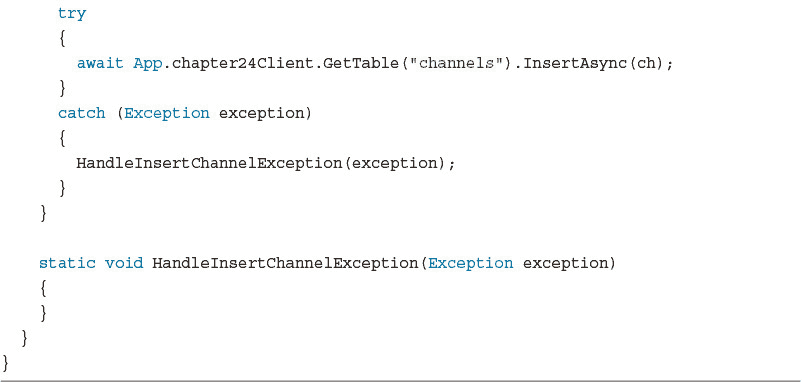 try
{
await App.chapter24Client.GetTable("channels").InsertAsync(ch);
}
catch (Exception exception)
{
HandleInsertChannelException(exception);
}
}
static void HandleInsertChannelException(Exception exception)
{
}
}
}